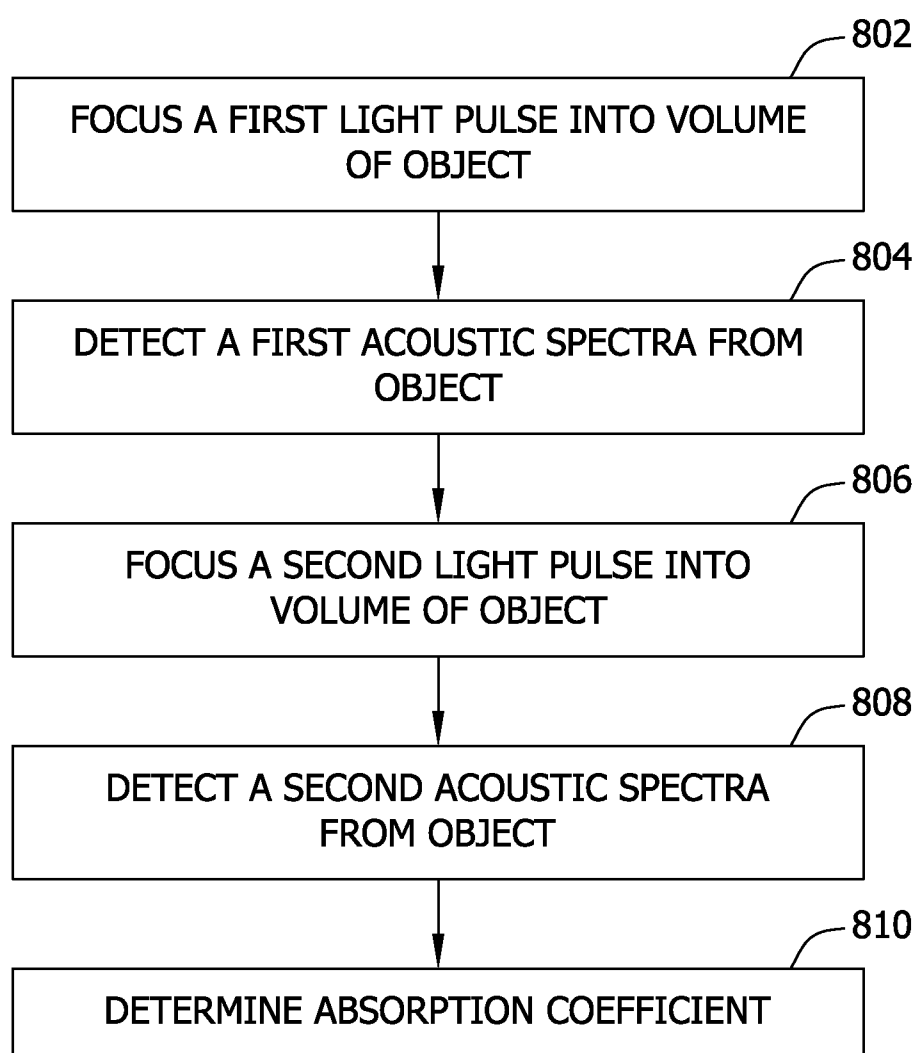 802
FOCUS A FIRST LIGHT PULSE INTO VOLUME
OF OBJECT
804
DETECT A FIRST ACOUSTIC SPECTRA FROM
OBJECT
806
FOCUS A SECOND LIGHT PULSE INTO
VOLUME OF OBJECT
808
DETECT A SECOND ACOUSTIC SPECTRA
FROM OBJECT
810
DETERMINE ABSORPTION COEFFICIENT